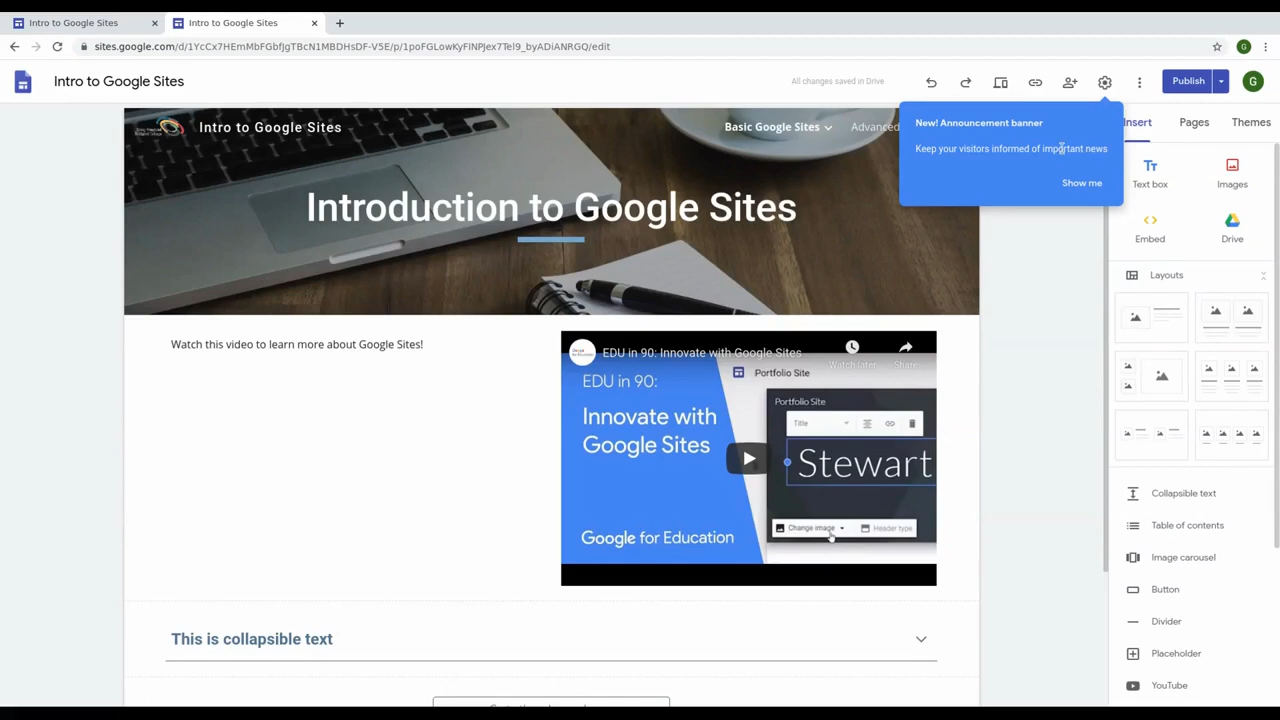 Intro to Google Sites
Intro to Google Sites
sites.google.com/d/1YcCx7HEmMbFGbfJgTBcN1MBDHsDF-V5E/p/1poFGLowKyFINPJex7Tel9_byADiANRGQ/edit
G
Intro to Google Sites
All changes saved in Drive
Publish
G
Intro to Google Sites
Basic Google Sites
Advanced
New! Announcement banner
Keep your visitors informed of important news
Show me
Insert
Pages
Themes
Introduction to Google Sites
Tt
Text box
Images
Embed
Drive
Layouts
Watch this video to learn more about Google Sites!
EDU in 90: Innovate with Google Sites
Watch later
Share
EDU in 90:
Innovate with
Google Sites
Google for Education
Portfolio Site
Portfolio Site
Title
Stewart
Change image
Header type
Collapsible text
Table of contents
Image carousel
Button
Divider
Placeholder
YouTube
This is collapsible text